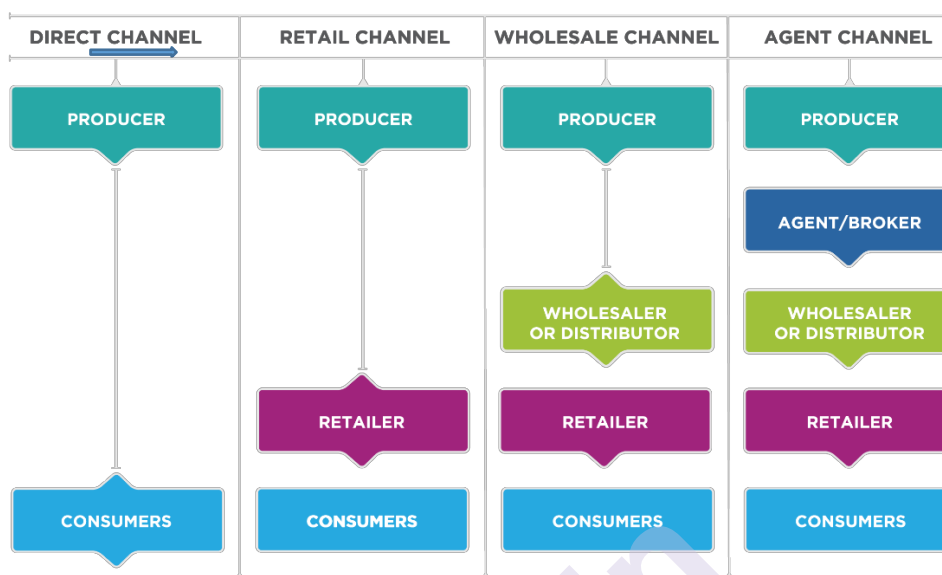 DIRECT CHANNEL
RETAIL CHANNEL
WHOLESALE CHANNEL
AGENT CHANNEL
PRODUCER
PRODUCER
PRODUCER
PRODUCER
AGENT/BROKER
WHOLESALER
OR DISTRIBUTOR
WHOLESALER
OR DISTRIBUTOR
RETAILER
RETAILER
RETAILER
CONSUMERS
CONSUMERS
CONSUMERS
CONSUMERS